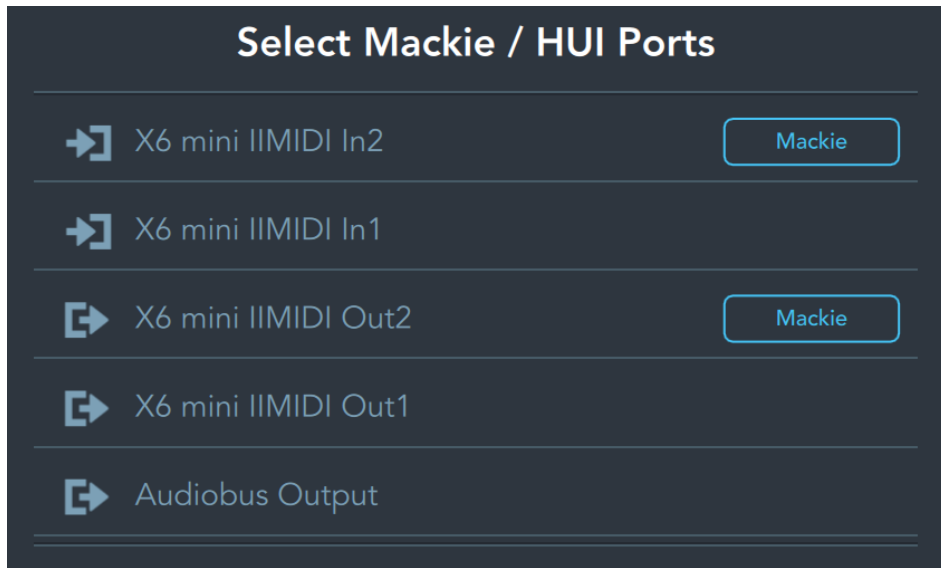 Select Mackie / HUI Ports
X6 mini IIMIDI In2 Mackie
X6 mini IIMIDI In1
X6 mini IIMIDI Out2 Mackie
X6 mini IIMIDI Out1
Audiobus Output